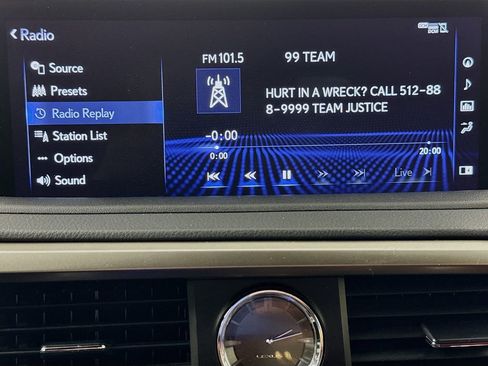 Radio
Source
Presets
Radio Replay
Station List
Options
Sound
FM 101.5
99 TEAM
HURT IN A WRECK? CALL 512-88
8-9999 TEAM JUSTICE
-0:00
0:00
20:00
Live
LEXUS